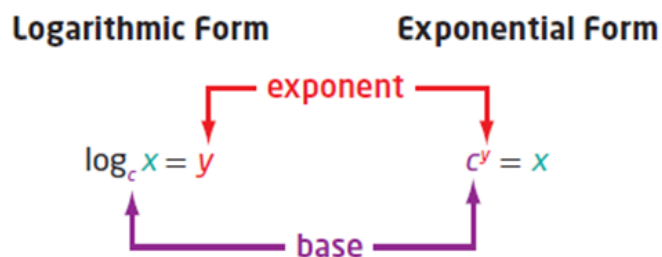 Logarithmic Form Exponential Form
exponent
log_c x = y c^y = x
base